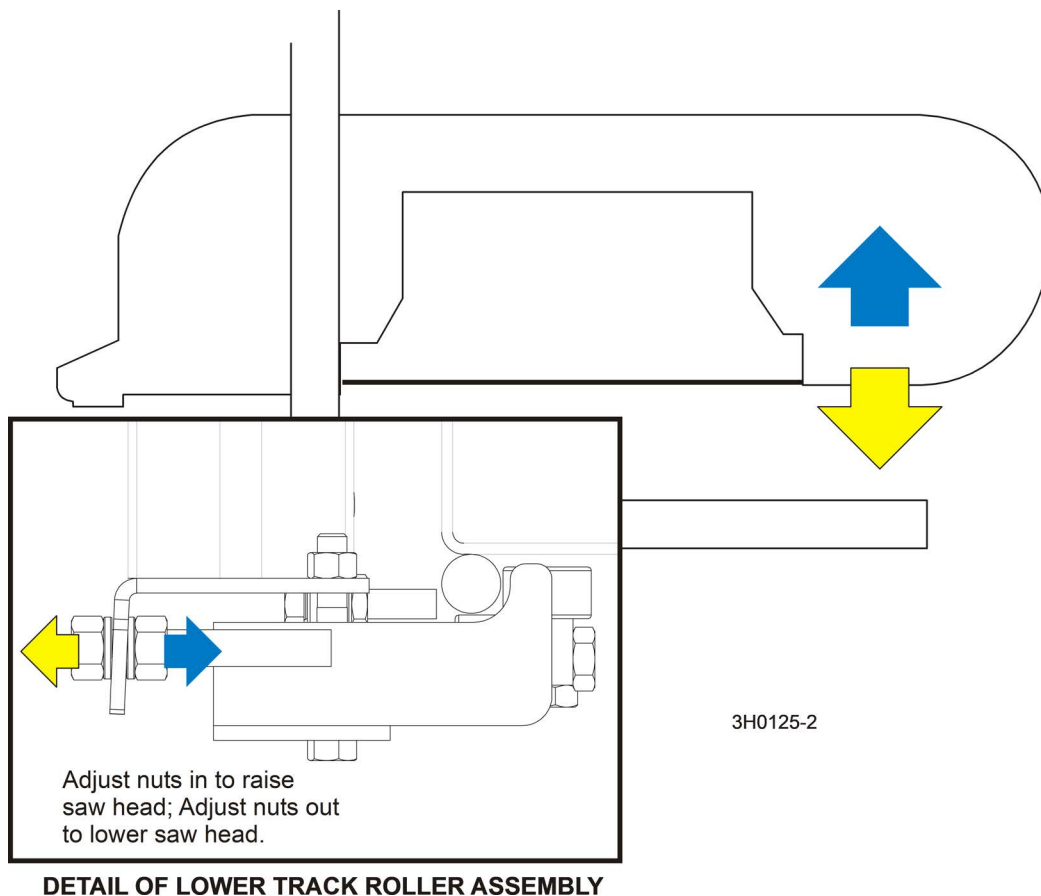 3H0125-2
Adjust nuts in to raise
saw head; Adjust nuts out
to lower saw head.
DETAIL OF LOWER TRACK ROLLER ASSEMBLY